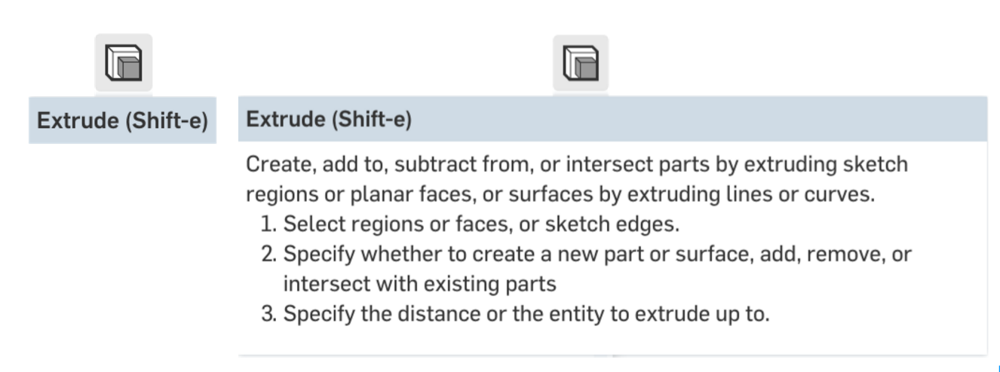 Extrude (Shift-e)
Extrude (Shift-e)
Create, add to, subtract from, or intersect parts by extruding sketch
regions or planar faces, or surfaces by extruding lines or curves.
1. Select regions or faces, or sketch edges.
2. Specify whether to create a new part or surface, add, remove, or
intersect with existing parts
3. Specify the distance or the entity to extrude up to.